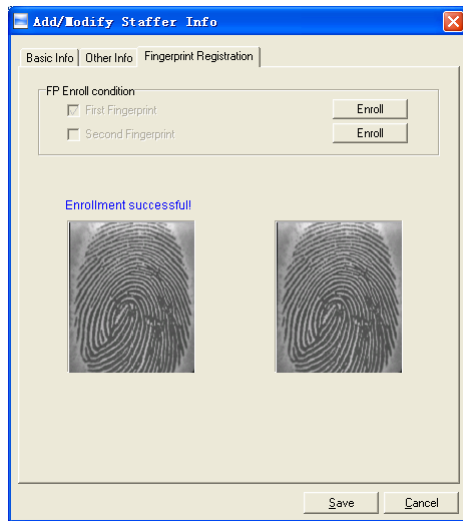 Add/Modify Staffer Info
Basic Info Other Info Fingerprint Registration
FP Enroll condition
First Fingerprint Enroll
Second Fingerprint Enroll
Enrollment successful!
Save Cancel